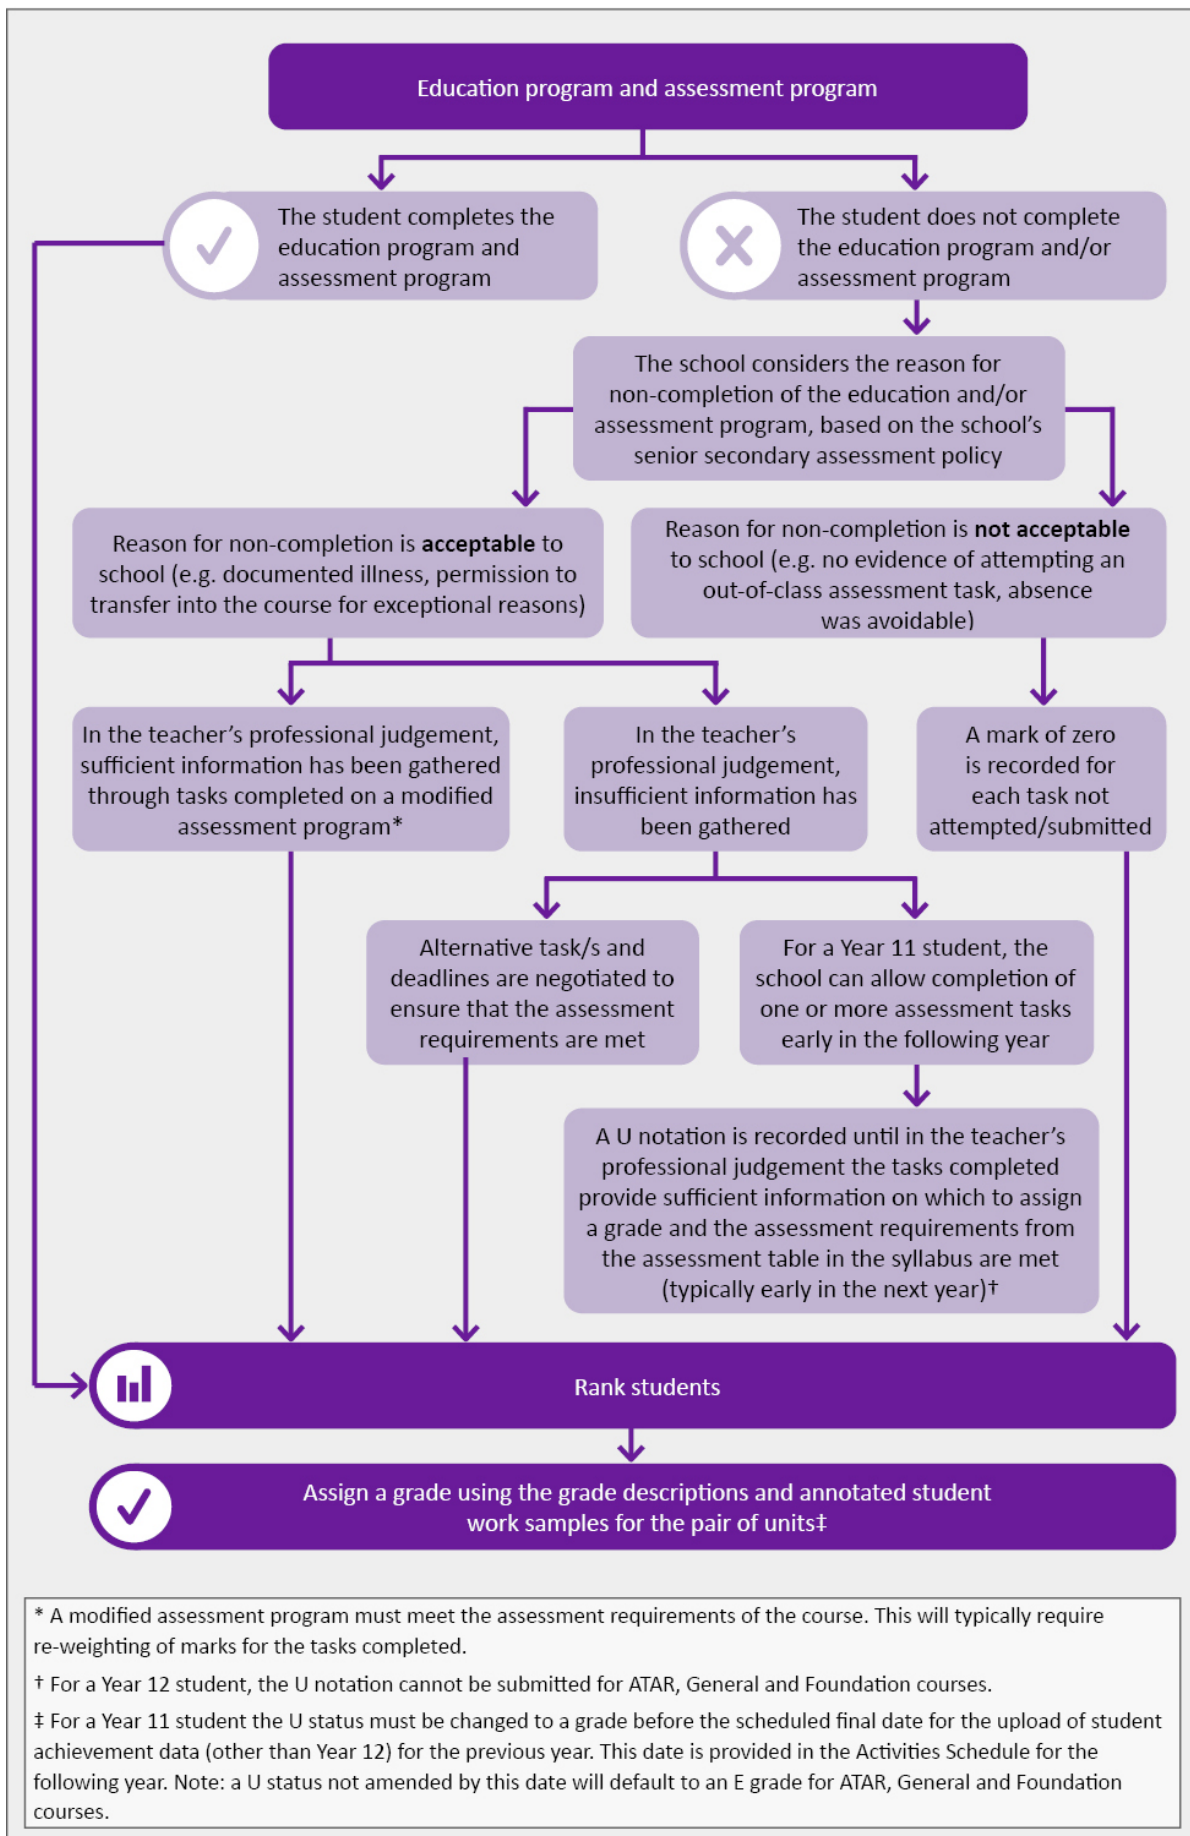 Education program and assessment program
The student completes the
education program and
assessment program
The student does not complete
the education program and/or
assessment program
The school considers the reason for
non-completion of the education and/or
assessment program, based on the school’s
senior secondary assessment policy
Reason for non-completion is acceptable to
school (e.g. documented illness, permission to
transfer into the course for exceptional reasons)
Reason for non-completion is not acceptable
to school (e.g. no evidence of attempting an
out-of-class assessment task, absence
was avoidable)
In the teacher’s professional judgement,
sufficient information has been gathered
through tasks completed on a modified
assessment program*
In the teacher’s
professional judgement,
insufficient information has
been gathered
A mark of zero
is recorded for
each task not
attempted/submitted
Alternative task/s and
deadlines are negotiated to
ensure that the assessment
requirements are met
For a Year 11 student, the
school can allow completion of
one or more assessment tasks
early in the following year
A U notation is recorded until in the teacher’s
professional judgement the tasks completed
provide sufficient information on which to assign
a grade and the assessment requirements from
the assessment table in the syllabus are met
(typically early in the next year)†
Rank students
Assign a grade using the grade descriptions and annotated student
work samples for the pair of units‡
* A modified assessment program must meet the assessment requirements of the course. This will typically require
re-weighting of marks for the tasks completed.
† For a Year 12 student, the U notation cannot be submitted for ATAR, General and Foundation courses.
‡ For a Year 11 student the U status must be changed to a grade before the scheduled final date for the upload of student
achievement data (other than Year 12) for the previous year. This date is provided in the Activities Schedule for the
following year. Note: a U status not amended by this date will default to an E grade for ATAR, General and Foundation
courses.